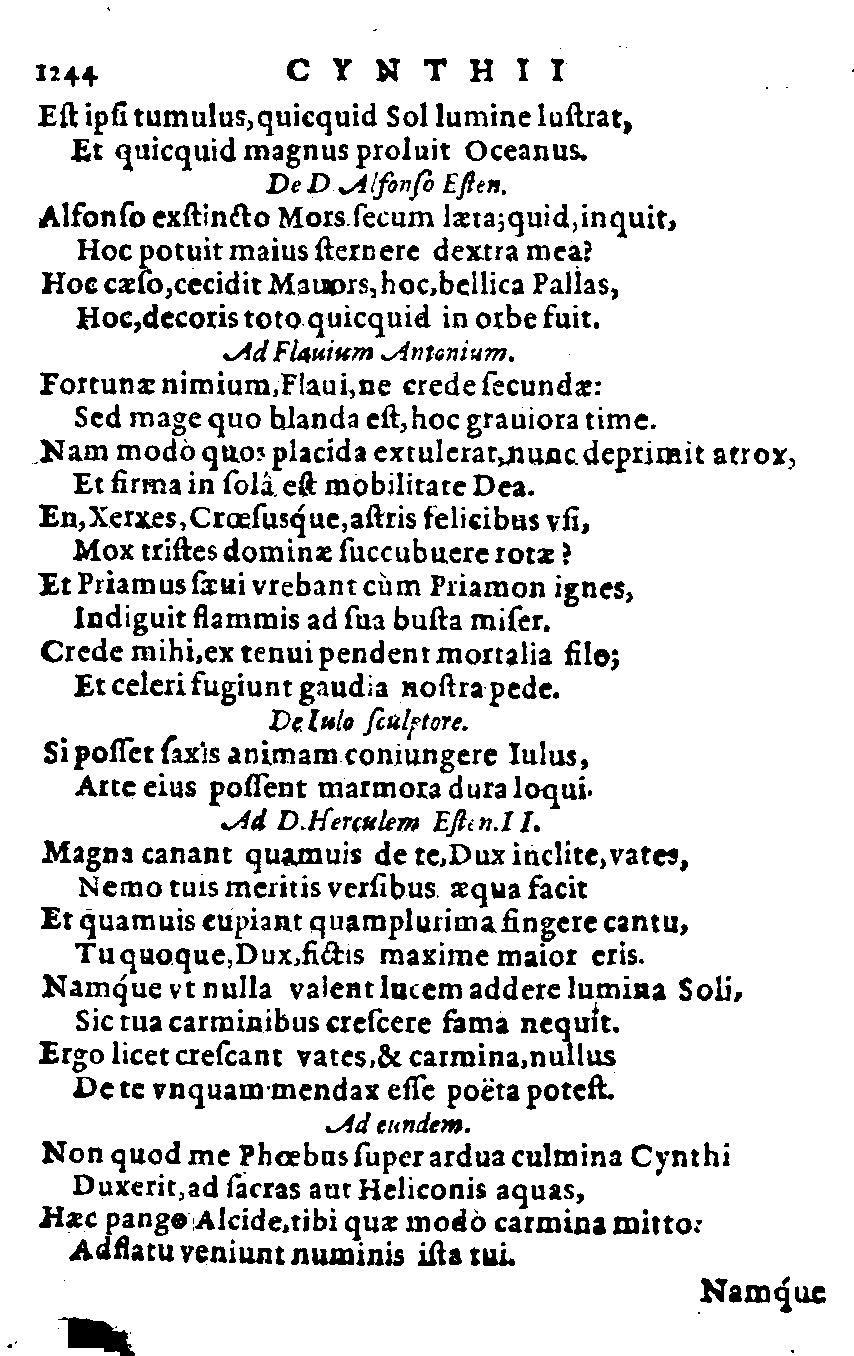 1244 CYNTHII
Eſt ipſi tumulus, quicquid Sol lumine luſtrat,
Et quicquid magnus proluit Oceanus.
De D. Alfonſo Eſten.
Alfonſo exſtincto Mors ſecum læta; quid, inquit,
Hoc potuit maius ſternere dextra mea?
Hoc cæſo, cecidit Mauors, hoc, bellica Pallas,
Hoc, decoris toto quicquid in orbe fuit.
Ad Flauium Antonium.
Fortunæ nimium, Flaui, ne crede ſecundæ:
Sed mage quo blanda eſt, hoc grauiora time.
Nam modò quos placida extulerat, nunc deprimit atrox,
Et firma in ſolâ eſt mobilitate Dea.
En, Xerxes, Crœſusq́ue, aſtris felicibus vſi,
Mox triſtes dominæ ſuccubuere rotæ?
Et Priamus ſæui vrebant cùm Priamon ignes,
Indiguit flammis ad ſua buſta miſer.
Crede mihi, ex tenui pendent mortalia filo;
Et celeri fugiunt gaudia noſtra pede.
De Iulo ſculptore.
Si poſſet ſaxis animam coniungere Iulus,
Arte eius poſſent marmora dura loqui.
Ad D. Herculem Eſten. II.
Magna canant quamuis de te, Dux inclite, vates,
Nemo tuis meritis verſibus æqua facit
Et quamuis cupiant quamplurima fingere cantu,
Tu quoque, Dux, fictis maxime maior eris.
Namq́ue vt nulla valent lucem addere lumina Soli,
Sic tua carminibus creſcere fama nequit.
Ergo licet creſcant vates, & carmina, nullus
De te vnquam mendax eſſe poëta poteſt.
Ad eundem.
Non quod me Phœbus ſuper ardua culmina Cynthi
Duxerit, ad ſacras aut Heliconis aquas,
Hæc pango Alcide, tibi quæ modò carmina mitto:
Adflatu veniunt numinis iſta tui.
Namq́ue